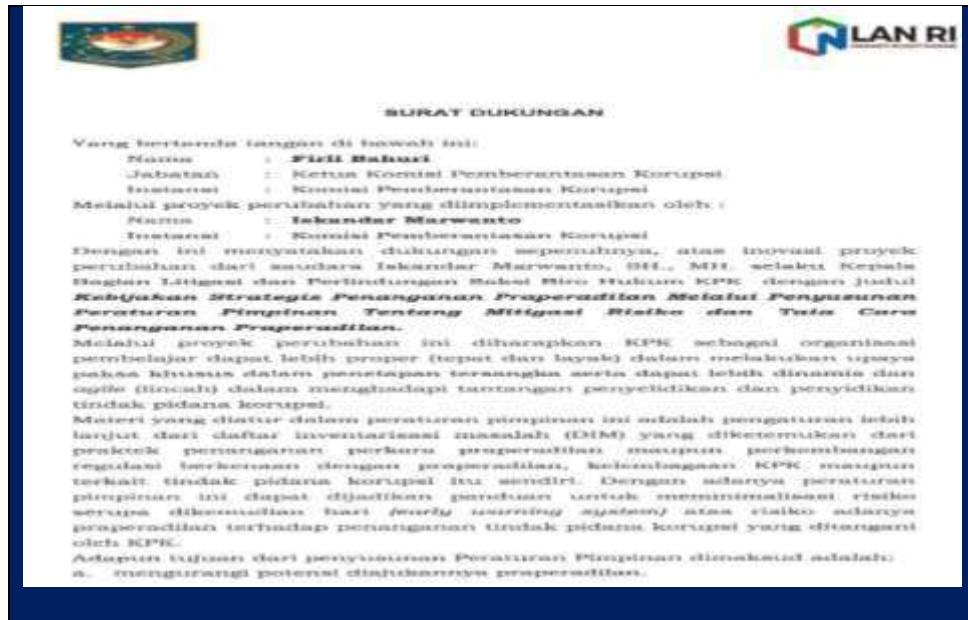 LAN RI
SURAT DUKUNGAN
Yang bertanda tangan di bawah ini:
Nama : Firli Bahuri
Jabatan : Ketua Komisi Pemberantasan Korupsi
Instansi : Komisi Pemberantasan Korupsi
Melalui proyek perubahan yang diimplementasikan oleh :
Nama : Iskandar Marwanto
Instansi : Komisi Pemberantasan Korupsi
Dengan ini menyatakan dukungan sepenuhnya, atas inovasi proyek
perubahan dari saudara Iskandar Marwanto, SH., MH. selaku Kepala
Bagian Litigasi dan Perlindungan Saksi Biro Hukum KPK dengan judul
Kebijakan Strategis Penanganan Praperadilan Melalui Penyusunan
Peraturan Pimpinan Tentang Mitigasi Risiko dan Tata Cara
Penanganan Praperadilan.
Melalui proyek perubahan ini diharapkan KPK sebagai organisasi
pembelajar dapat lebih proper (tepat dan layak) dalam melakukan upaya
paksa khusus dalam penetapan tersangka serta dapat lebih dinamis dan
agile (lincah) dalam menghadapi tantangan penyelidikan dan penyidikan
tindak pidana korupsi.
Materi yang diatur dalam peraturan pimpinan ini adalah pengaturan lebih
lanjut dari daftar inventarisasi masalah (DIM) yang diketemukan dari
praktek penanganan perkara praperadilan maupun perkembangan
regulasi berkenaan dengan praperadilan, kelembagaan KPK maupun
terkait tindak pidana korupsi itu sendiri. Dengan adanya peraturan
pimpinan ini dapat dijadikan panduan untuk meminimalisasi risiko
serupa dikemudian hari (early warning system) atas risiko adanya
praperadilan terhadap penanganan tindak pidana korupsi yang ditangani
oleh KPK.
Adapun tujuan dari penyusunan Peraturan Pimpinan dimaksud adalah:
a. mengurangi potensi diajukannya praperadilan.